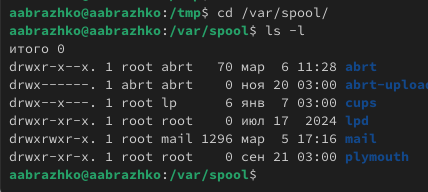 aabrazhko@aabrazhko:/tmp$ cd /var/spool/
aabrazhko@aabrazhko:/var/spool$ ls -l
итого 0
drwxr-x--x. 1 root abrt 70 мар 6 11:28 abrt
drwx------. 1 abrt abrt 0 ноя 20 03:00 abrt-upload
drwx--x---. 1 root lp 6 янв 7 03:00 cups
drwxr-xr-x. 1 root root 0 июл 17 2024 lpd
drwxrwxr-x. 1 root mail 1296 мар 5 17:16 mail
drwxr-xr-x. 1 root root 0 сен 21 03:00 plymouth
aabrazhko@aabrazhko:/var/spool$